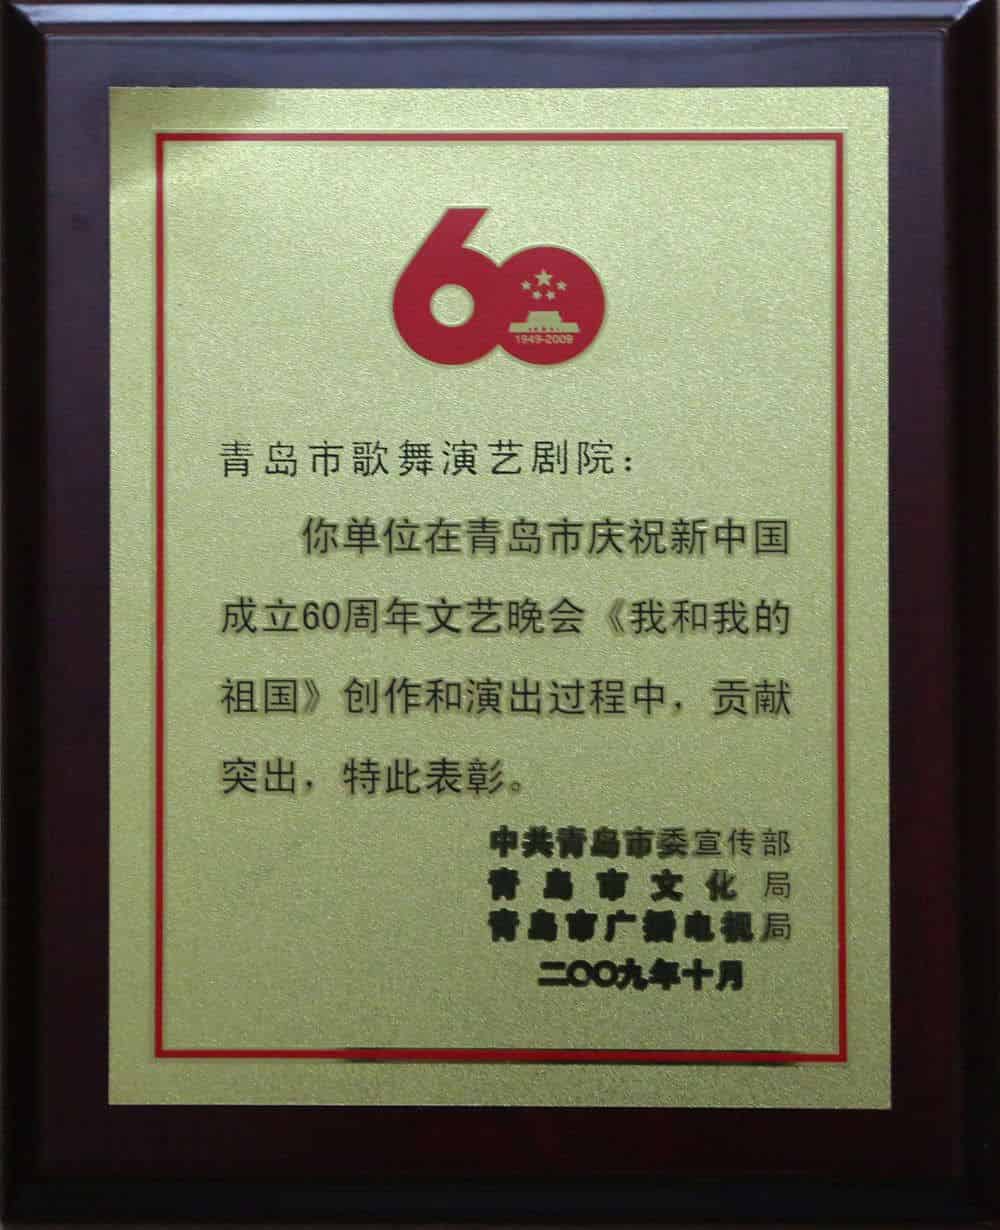 60
1949-2009
青岛市歌舞演艺剧院：
你单位在青岛市庆祝新中国
成立60周年文艺晚会《我和我的
祖国》创作和演出过程中，贡献
突出，特此表彰。
中共青岛市委宣传部
青岛市文化局
青岛市广播电视局
二〇〇九年十月